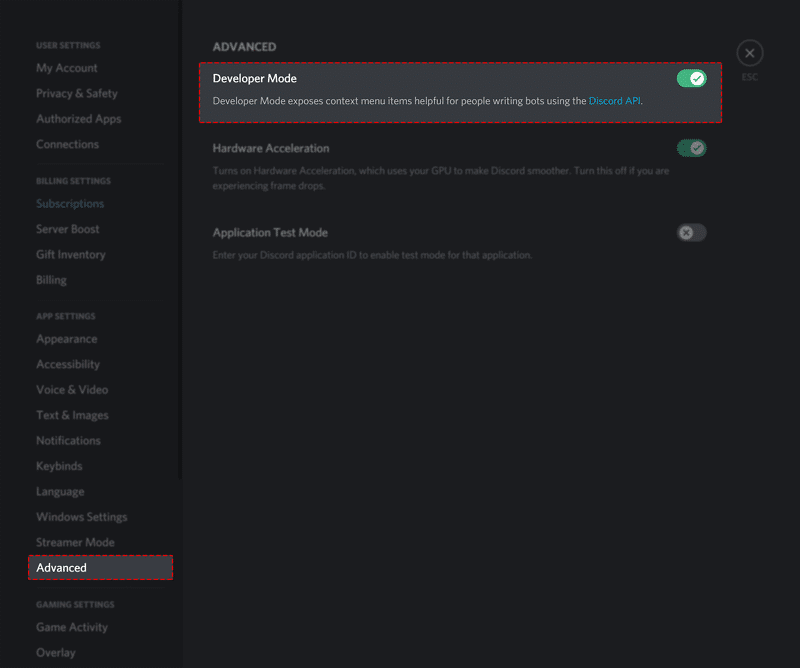 USER SETTINGS
My Account
Privacy & Safety
Authorized Apps
Connections
BILLING SETTINGS
Subscriptions
Server Boost
Gift Inventory
Billing
APP SETTINGS
Appearance
Accessibility
Voice & Video
Text & Images
Notifications
Keybinds
Language
Windows Settings
Streamer Mode
Advanced
GAMING SETTINGS
Game Activity
Overlay
ADVANCED
Developer Mode
Developer Mode exposes context menu items helpful for people writing bots using the Discord API.
Hardware Acceleration
Turns on Hardware Acceleration, which uses your GPU to make Discord smoother. Turn this off if you are
experiencing frame drops.
Application Test Mode
Enter your Discord application ID to enable test mode for that application.
ESC